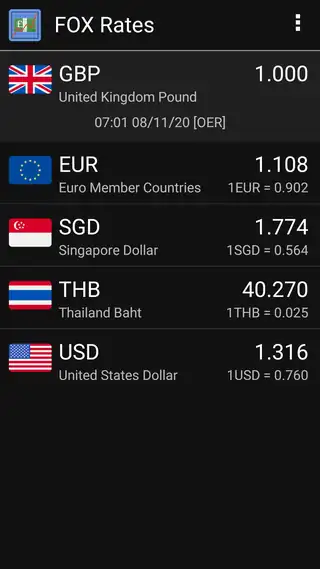 FOX Rates
GBP 1.000
United Kingdom Pound
07:01 08/11/20 [OER]
EUR 1.108
Euro Member Countries 1EUR = 0.902
SGD 1.774
Singapore Dollar 1SGD = 0.564
THB 40.270
Thailand Baht 1THB = 0.025
USD 1.316
United States Dollar 1USD = 0.760